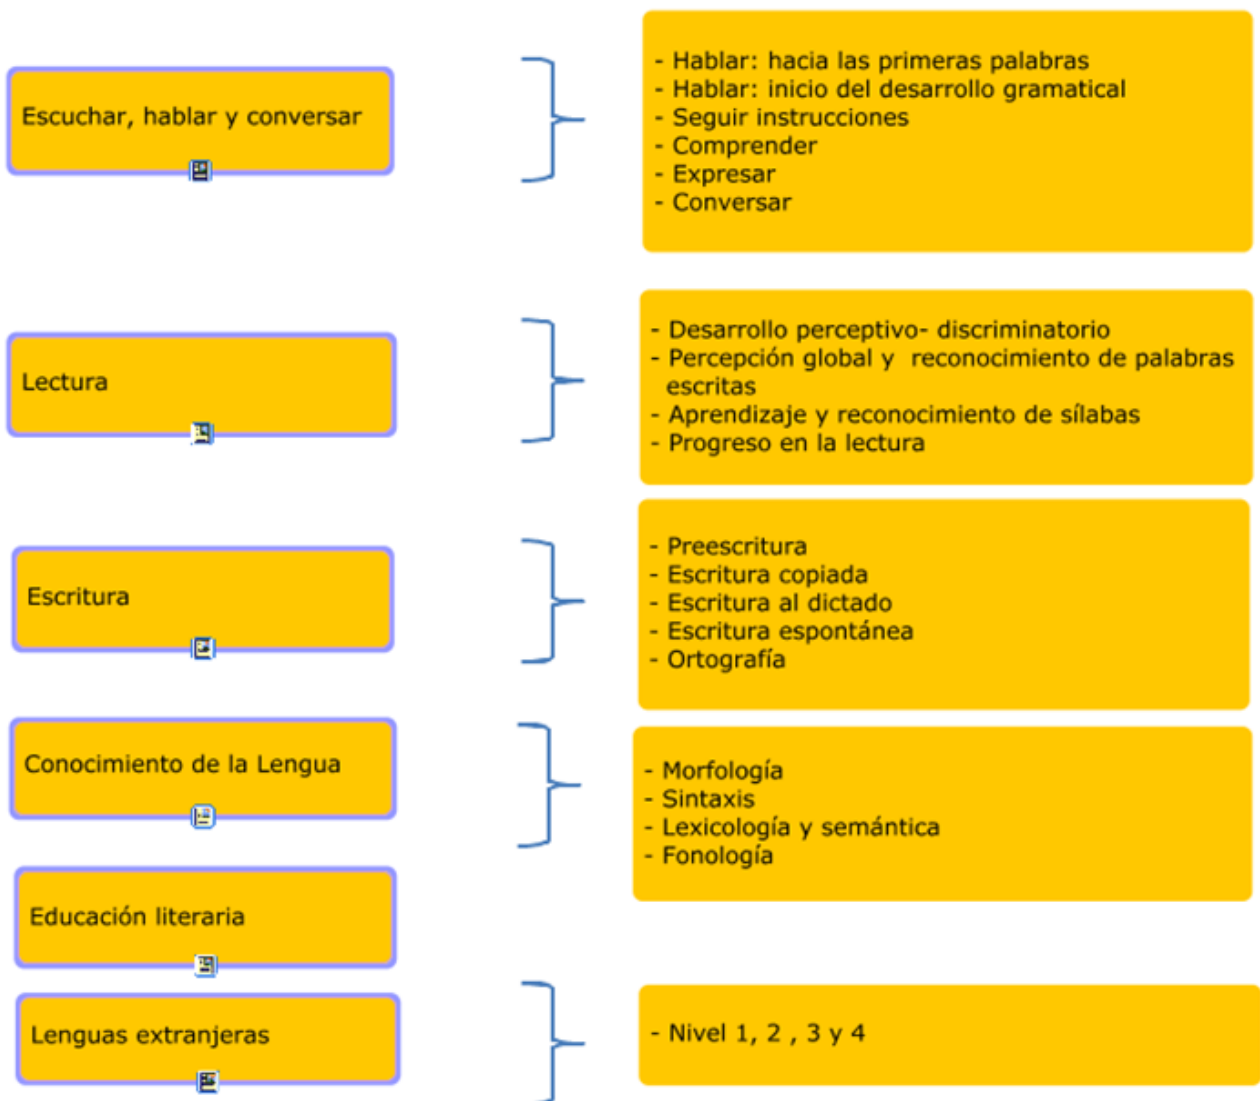 Escuchar, hablar y conversar
- Hablar: hacia las primeras palabras
- Hablar: inicio del desarrollo gramatical
- Seguir instrucciones
- Comprender
- Expresar
- Conversar
Lectura
- Desarrollo perceptivo- discriminatorio
- Percepción global y reconocimiento de palabras
escritas
- Aprendizaje y reconocimiento de sílabas
- Progreso en la lectura
Escritura
- Preescritura
- Escritura copiada
- Escritura al dictado
- Escritura espontánea
- Ortografía
Conocimiento de la Lengua
- Morfología
- Sintaxis
- Lexicología y semántica
- Fonología
Educación literaria
Lenguas extranjeras
- Nivel 1, 2 , 3 y 4